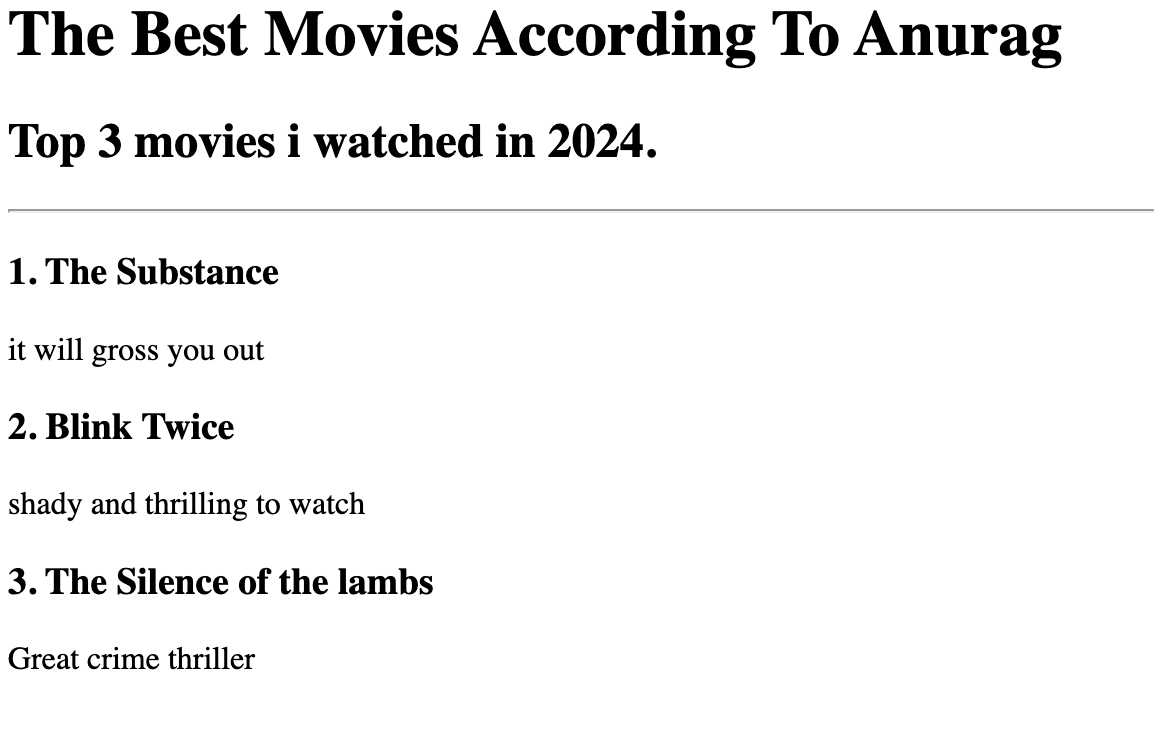 The Best Movies According To Anurag
Top 3 movies i watched in 2024.
1. The Substance
it will gross you out
2. Blink Twice
shady and thrilling to watch
3. The Silence of the lambs
Great crime thriller